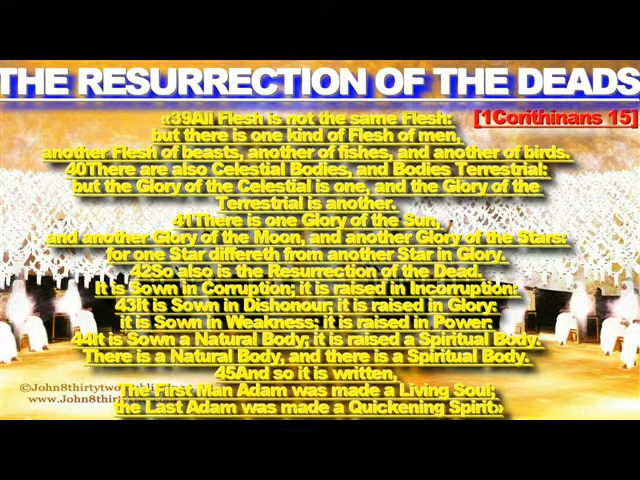 THE RESURRECTION OF THE DEADS
[1Corithinans 15]
«39All Flesh is not the same Flesh:
but there is one kind of Flesh of men,
another Flesh of beasts, another of fishes, and another of birds.
40There are also Celestial Bodies, and Bodies Terrestrial:
but the Glory of the Celestial is one, and the Glory of the
Terrestrial is another.
41There is one Glory of the Sun,
and another Glory of the Moon, and another Glory of the Stars:
for one Star differeth from another Star in Glory.
42So also is the Resurrection of the Dead.
It is Sown in Corruption; it is raised in Incorruption:
43It is Sown in Dishonour; it is raised in Glory:
it is Sown in Weakness; it is raised in Power:
44It is Sown a Natural Body; it is raised a Spiritual Body.
There is a Natural Body, and there is a Spiritual Body.
45And so it is written,
The First Man Adam was made a Living Soul;
the Last Adam was made a Quickening Spirit»